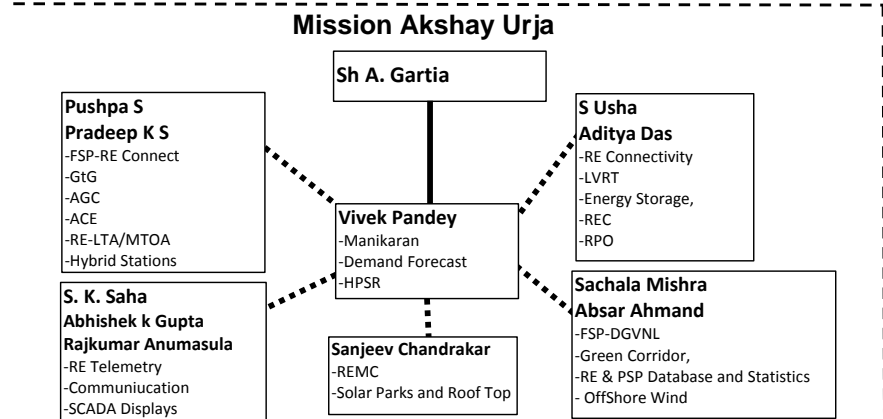 Mission Akshay Urja
Sh A. Gartia
Pushpa S
Pradeep K S
-FSP-RE Connect
-GtG
-AGC
-ACE
-RE-LTA/MTOA
-Hybrid Stations
S Usha
Aditya Das
-RE Connectivity
-LVRT
-Energy Storage,
-REC
-RPO
Vivek Pandey
-Manikaran
-Demand Forecast
-HPSR
S. K. Saha
Abhishek k Gupta
Rajkumar Anumasula
-RE Telemetry
-Communiucation
-SCADA Displays
Sanjeev Chandrakar
-REMC
-Solar Parks and Roof Top
Sachala Mishra
Absar Ahmand
-FSP-DGVNL
-Green Corridor,
-RE & PSP Database and Statistics
- OffShore Wind